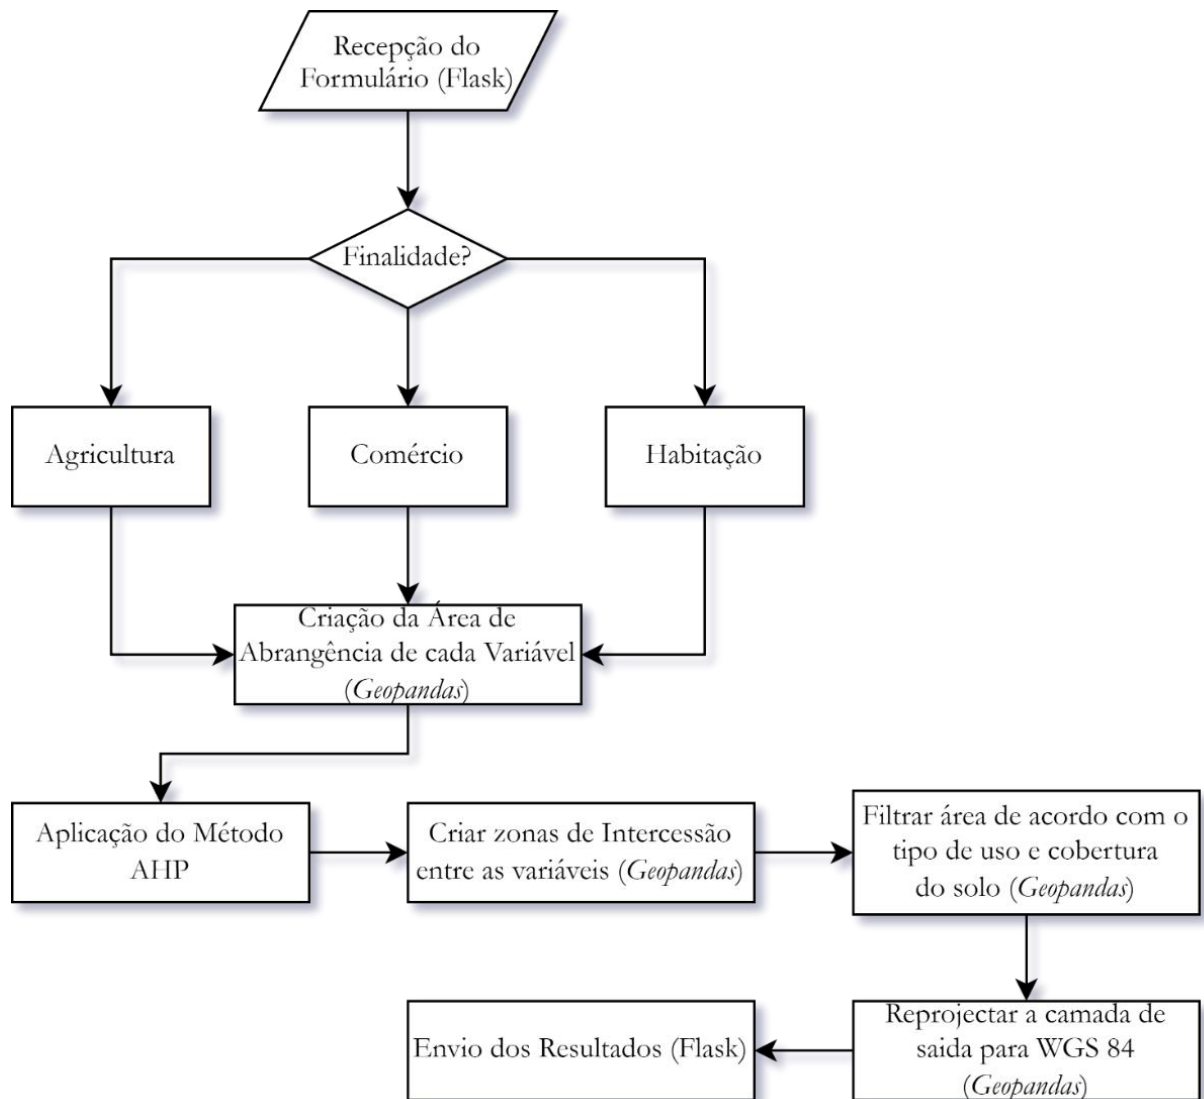 Recepção do
Formulário (Flask)
Finalidade?
Agricultura
Comércio
Habitação
Criação da Área de
Abrangência de cada Variável
(Geopandas)
Aplicação do Método
AHP
Criar zonas de Intercessão
entre as variáveis (Geopandas)
Filtrar área de acordo com o
tipo de uso e cobertura
do solo (Geopandas)
Reprojectar a camada de
saida para WGS 84
(Geopandas)
Envio dos Resultados (Flask)